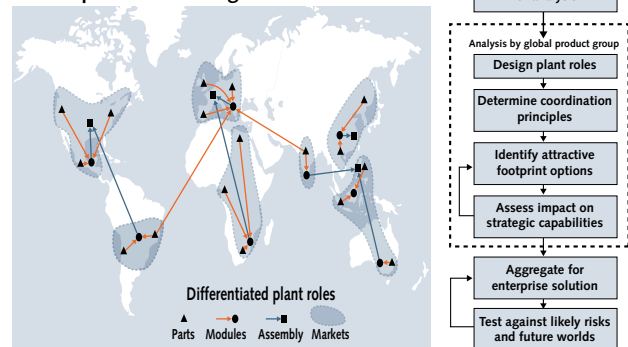 Differentiated plant roles
Parts Modules Assembly Markets
Analysis by global product group
Design plant roles
Determine coordination
principles
Identify attractive
footprint options
Assess impact on
strategic capabilities
Aggregate for
enterprise solution
Test against likely risks
and future worlds